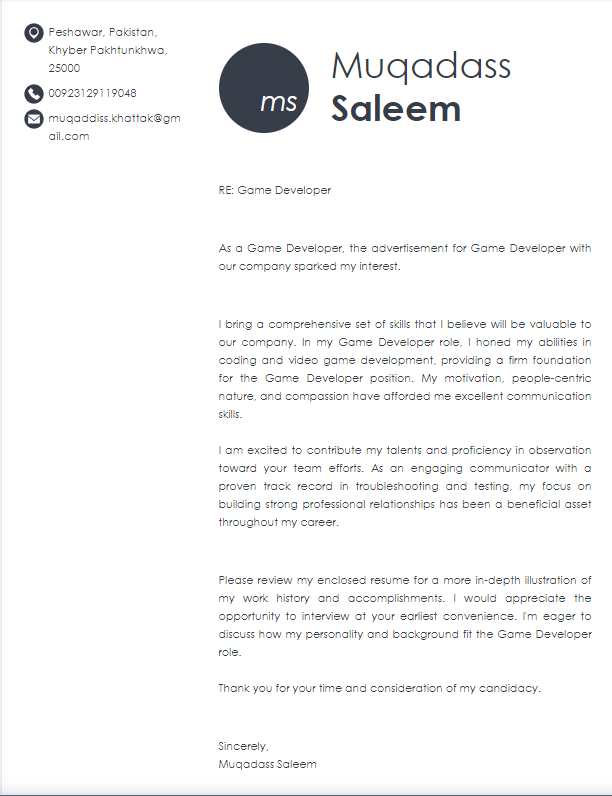 Peshawar, Pakistan,
Khyber Pakhtunkhwa,
25000
00923129119048
muqaddiss.khattak@gm
ail.com
ms
Muqadass
Saleem
RE: Game Developer
As a Game Developer, the advertisement for Game Developer with
our company sparked my interest.
I bring a comprehensive set of skills that I believe will be valuable to
our company. In my Game Developer role, I honed my abilities in
coding and video game development, providing a firm foundation
for the Game Developer position. My motivation, people-centric
nature, and compassion have afforded me excellent communication
skills.
I am excited to contribute my talents and proficiency in observation
toward your team efforts. As an engaging communicator with a
proven track record in troubleshooting and testing, my focus on
building strong professional relationships has been a beneficial asset
throughout my career.
Please review my enclosed resume for a more in-depth illustration of
my work history and accomplishments. I would appreciate the
opportunity to interview at your earliest convenience. I'm eager to
discuss how my personality and background fit the Game Developer
role.
Thank you for your time and consideration of my candidacy.
Sincerely,
Muqadass Saleem